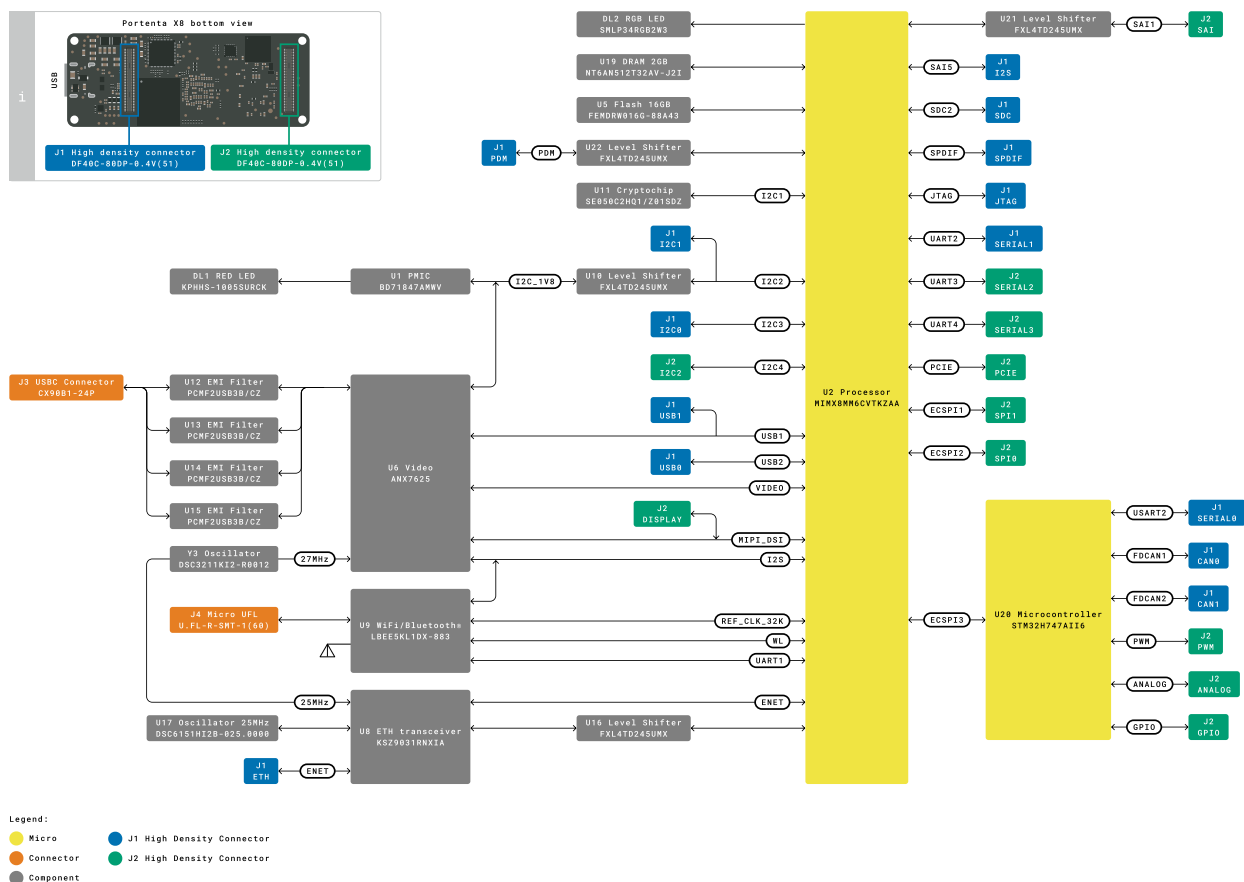 Portenta X8 bottom view
i
USB
J1 High density connector
DF40C-80DP-0.4V(51)
J2 High density connector
DF40C-80DP-0.4V(51)
DL2 RGB LED
SMLP34RGB2W3
U21 Level Shifter
FXL4TD245UMX
SAI1
J2
SAI
U19 DRAM 2GB
NT6AN512T32AV-J2I
SAI5
J1
I2S
U5 Flash 16GB
FEMDRW016G-88A43
SDC2
J1
SDC
J1
PDM
PDM
U22 Level Shifter
FXL4TD245UMX
SPDIF
J1
SPDIF
U11 Cryptochip
SE050C2HQ1/Z01SDZ
I2C1
JTAG
J1
JTAG
J1
I2C1
UART2
J1
SERIAL1
DL1 RED LED
KPHHS-1005SURCK
U1 PMIC
BD71847AMWV
I2C_1V8
U10 Level Shifter
FXL4TD245UMX
I2C2
UART3
J2
SERIAL2
J1
I2C0
I2C3
UART4
J2
SERIAL3
J2
I2C2
I2C4
PCIE
J2
PCIE
J3 USBC Connector
CX90B1-24P
U12 EMI Filter
PCMF2USB3B/CZ
U13 EMI Filter
PCMF2USB3B/CZ
U14 EMI Filter
PCMF2USB3B/CZ
U15 EMI Filter
PCMF2USB3B/CZ
U6 Video
ANX7625
U2 Processor
MIMX8MM6CVTKZAA
J1
USB1
USB1
ECSPI1
J2
SPI1
J1
USB0
USB2
ECSPI2
J2
SPI0
VIDEO
J2
DISPLAY
MIPI_DSI
I2S
Y3 Oscillator
DSC3211KI2-R0012
27MHz
J4 Micro UFL
U.FL-R-SMT-1(60)
U9 WiFi/Bluetooth®
LBEE5KL1DX-883
REF_CLK_32K
WL
UART1
ECSPI3
U20 Microcontroller
STM32H747AII6
USART2
J1
SERIAL0
FDCAN1
J1
CAN0
FDCAN2
J1
CAN1
PWM
J2
PWM
ANALOG
J2
ANALOG
GPIO
J2
GPIO
25MHz
U8 ETH transceiver
KSZ9031RNXIA
ENET
U17 Oscillator 25MHz
DSC6151HI2B-025.0000
U16 Level Shifter
FXL4TD245UMX
J1
ETH
ENET
Legend:
Micro
J1 High Density Connector
Connector
J2 High Density Connector
Component